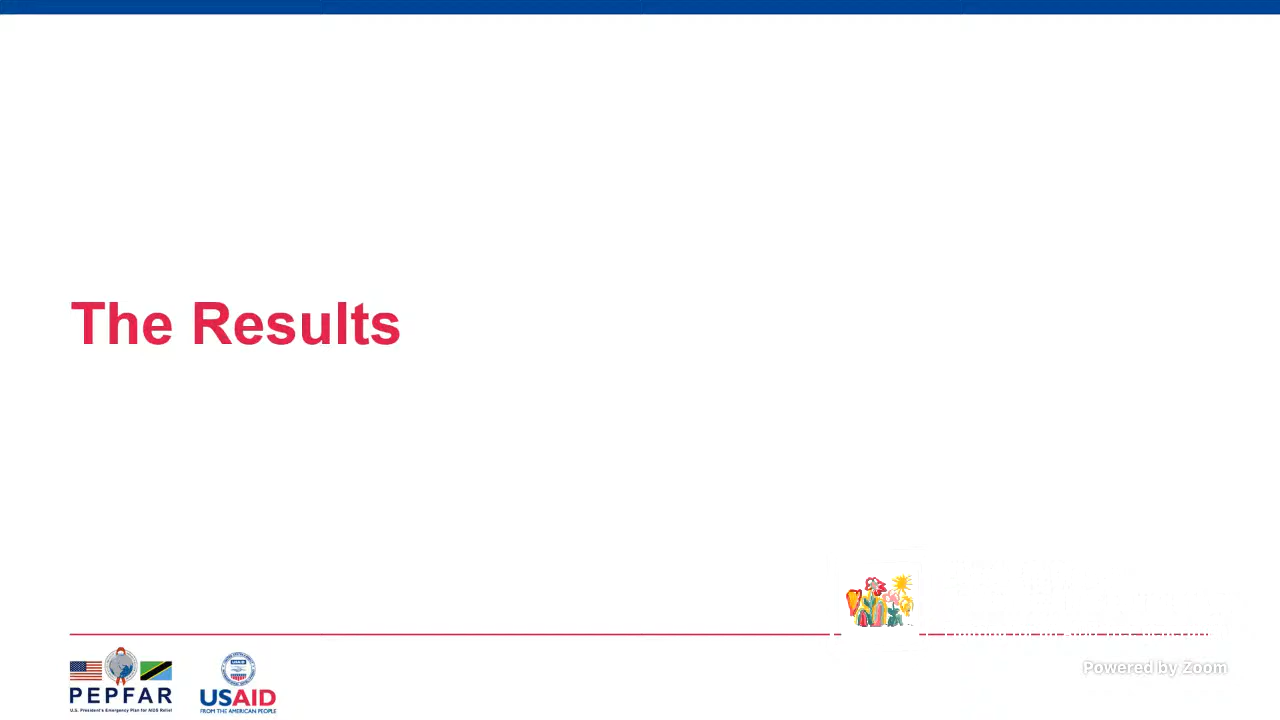 The Results
PEPFAR
U.S. President's Emergency Plan for AIDS Relief
USAID
FROM THE AMERICAN PEOPLE
Powered by Zoom